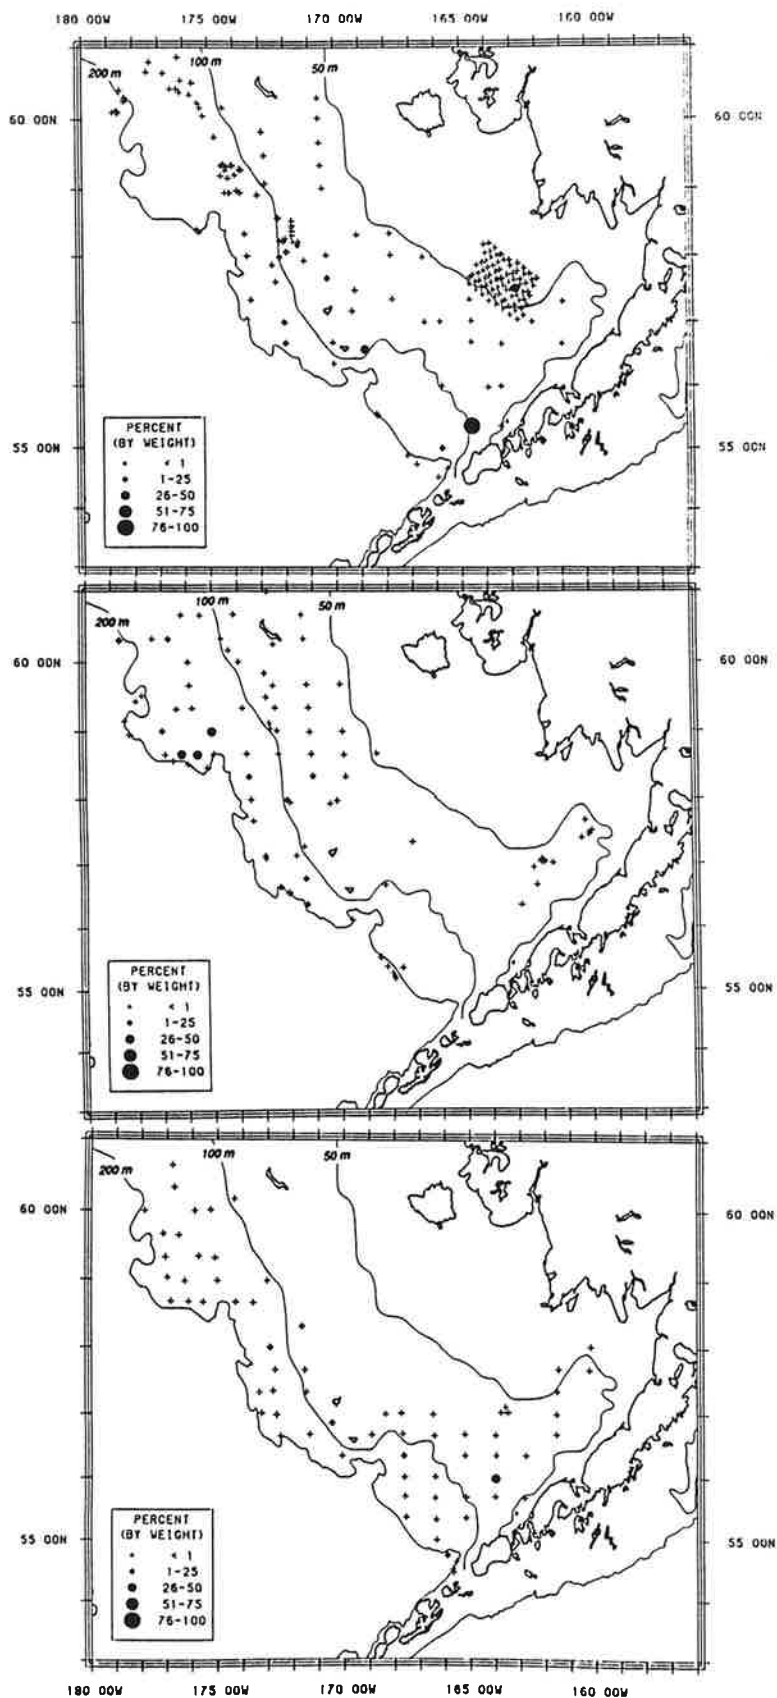 180 00W 175 00W 170 00W 165 00W 160 00W
200 m 100 m 50 m
60 00N 60 00N
55 00N 55 00N
PERCENT
(BY WEIGHT)
< 1
1-25
26-50
51-75
76-100
200 m 100 m 50 m
60 00N 60 00N
55 00N 55 00N
PERCENT
(BY WEIGHT)
< 1
1-25
26-50
51-75
76-100
200 m 100 m 50 m
60 00N 60 00N
55 00N 55 00N
PERCENT
(BY WEIGHT)
< 1
1-25
26-50
51-75
76-100
180 00W 175 00W 170 00W 165 00W 160 00W